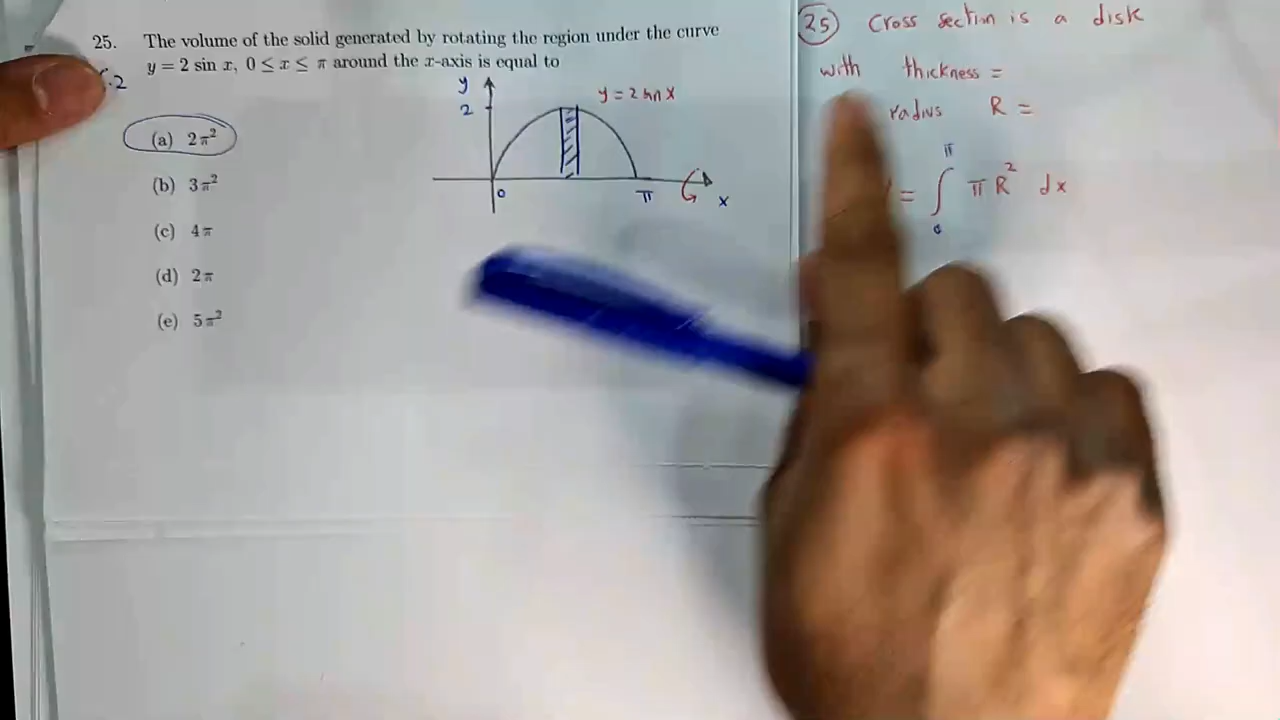 25. The volume of the solid generated by rotating the region under the curve
y = 2 sin x, 0 ≤ x ≤ π around the x-axis is equal to
(a) 2π²
(b) 3π²
(c) 4π
(d) 2π
(e) 5π²
y
2
y = 2 sin x
0
π
x
25 Cross section is a disk
with thickness =
radius R =
= ∫₀^π π R² dx